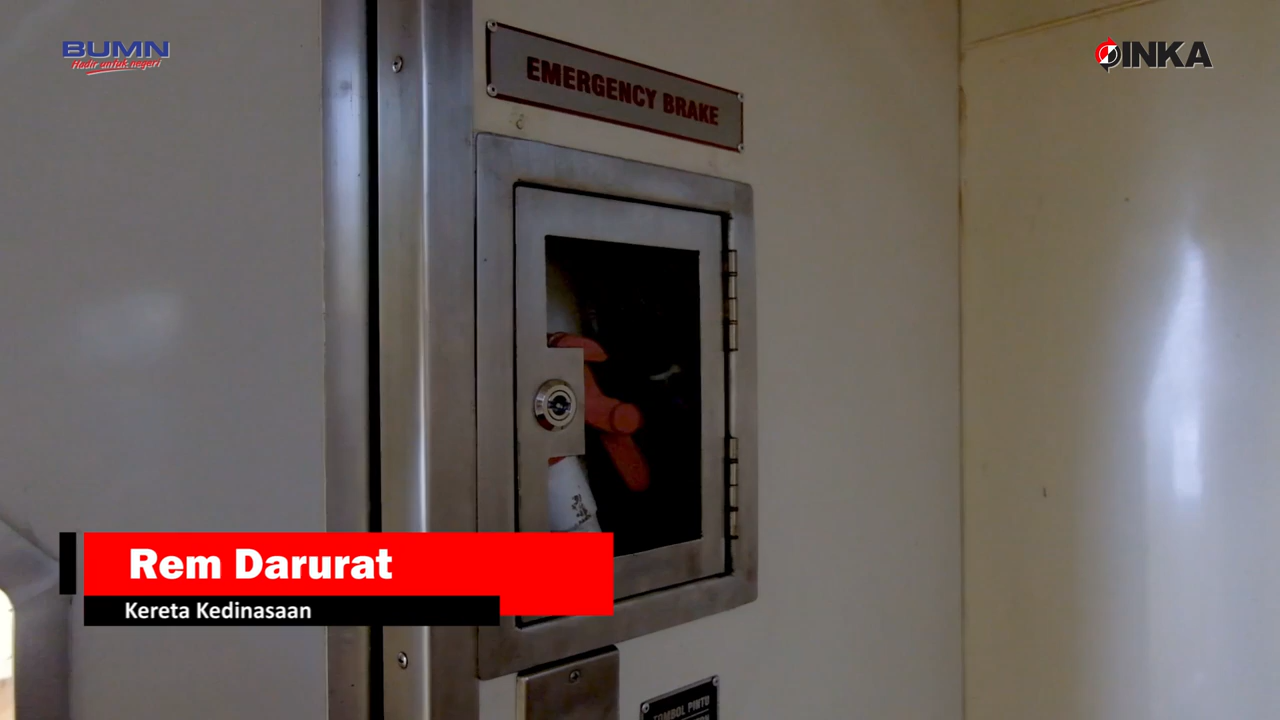 BUMN
Hadir untuk negeri
INKA
EMERGENCY BRAKE
Rem Darurat
Kereta Kedinasaan
TOMBOL PINTU